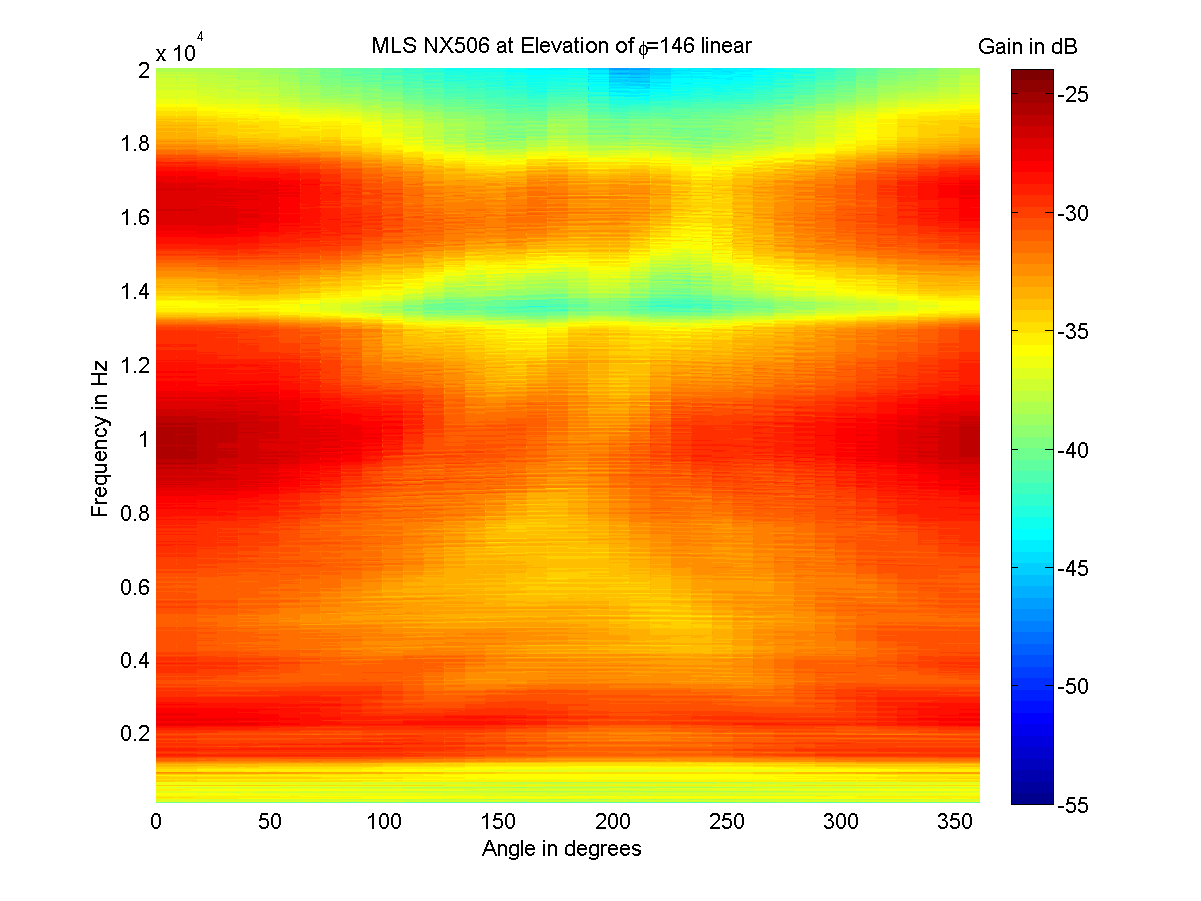 MLS NX506 at Elevation of ϕ=146 linear
Gain in dB
x 10^4
2
1.8
1.6
1.4
1.2
1
0.8
0.6
0.4
0.2
Frequency in Hz
0 50 100 150 200 250 300 350
Angle in degrees
-25
-30
-35
-40
-45
-50
-55